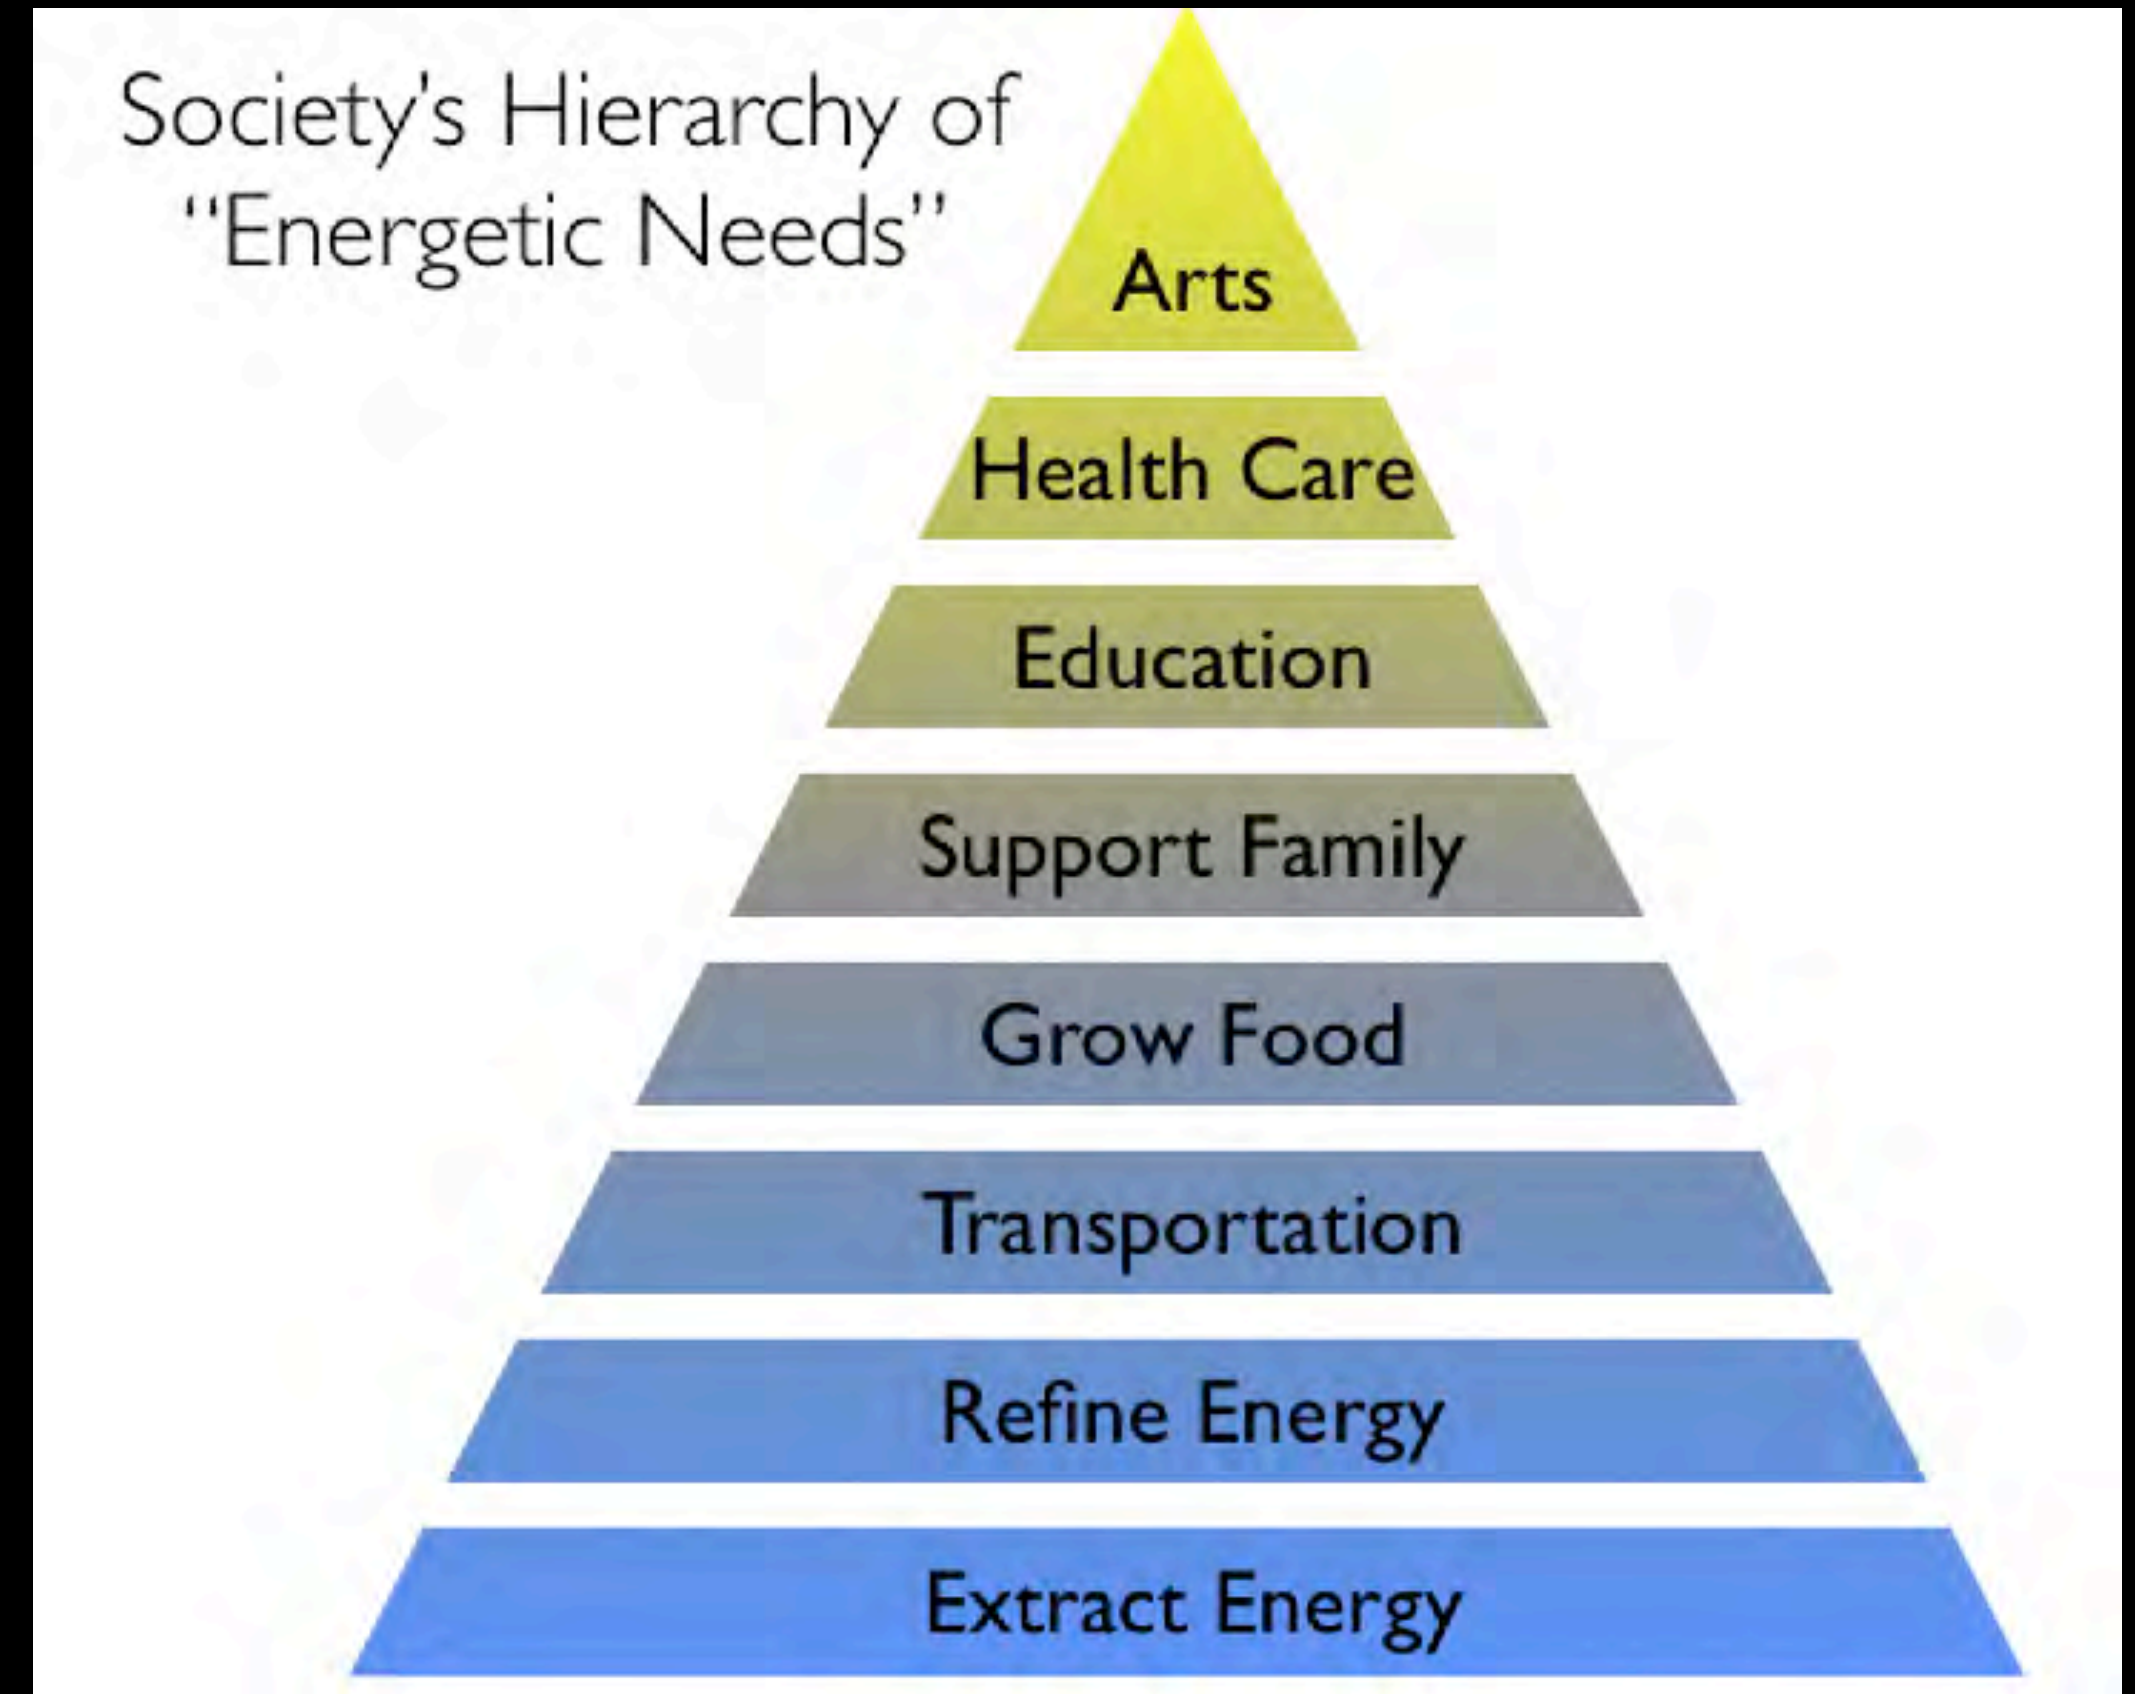 Society's Hierarchy of
“Energetic Needs”
Arts
Health Care
Education
Support Family
Grow Food
Transportation
Refine Energy
Extract Energy